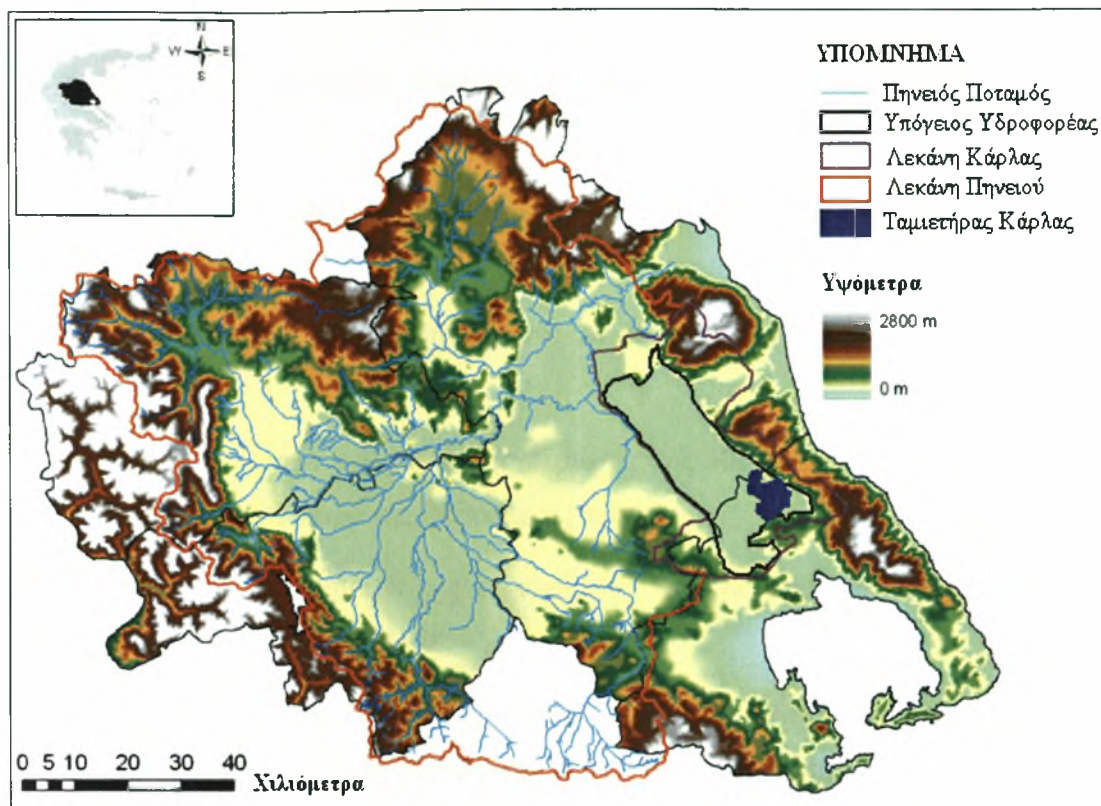 N
W E
S
ΥΠΟΜΝΗΜΑ
Πηνειός Ποταμός
Υπόγειος Υδροφορέας
Λεκάνη Κάρλας
Λεκάνη Πηνειού
Ταμιετήρας Κάρλας
Υψόμετρα
2800 m
0 m
0 5 10 20 30 40
Χιλιόμετρα